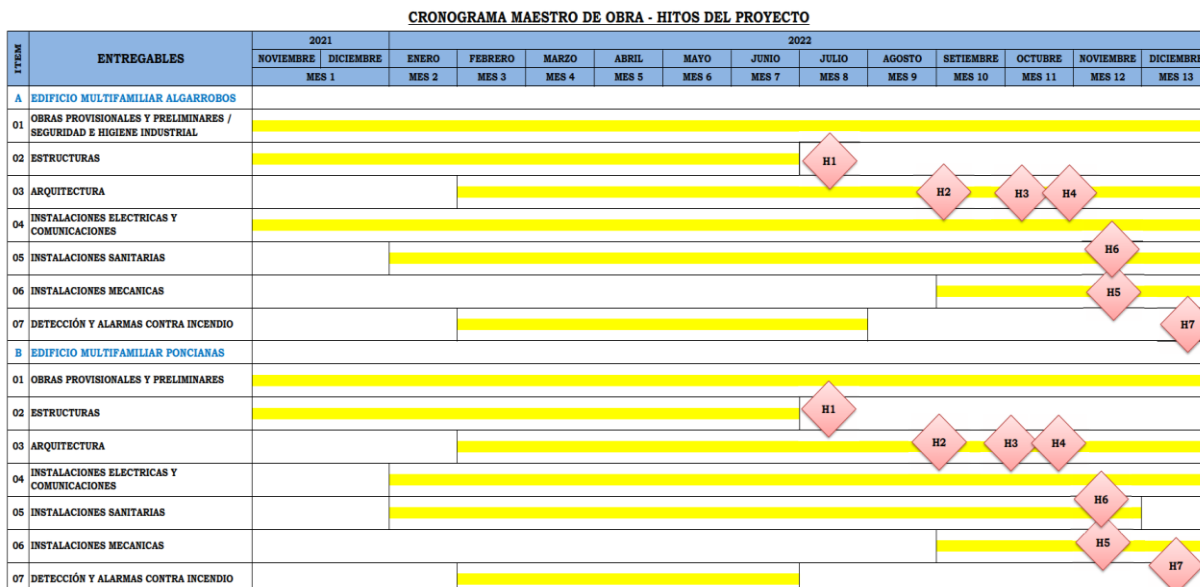 CRONOGRAMA MAESTRO DE OBRA - HITOS DEL PROYECTO
ITEM ENTREGABLES 2021 2022
NOVIEMBRE DICIEMBRE ENERO FEBRERO MARZO ABRIL MAYO JUNIO JULIO AGOSTO SETIEMBRE OCTUBRE NOVIEMBRE DICIEMBRE
MES 1 MES 2 MES 3 MES 4 MES 5 MES 6 MES 7 MES 8 MES 9 MES 10 MES 11 MES 12 MES 13
A EDIFICIO MULTIFAMILIAR ALGARROBOS
01 OBRAS PROVISIONALES Y PRELIMINARES /
SEGURIDAD E HIGIENE INDUSTRIAL
02 ESTRUCTURAS H1
03 ARQUITECTURA H2 H3 H4
04 INSTALACIONES ELECTRICAS Y
COMUNICACIONES
05 INSTALACIONES SANITARIAS H6
06 INSTALACIONES MECANICAS H5
07 DETECCIÓN Y ALARMAS CONTRA INCENDIO H7
B EDIFICIO MULTIFAMILIAR PONCIANAS
01 OBRAS PROVISIONALES Y PRELIMINARES
02 ESTRUCTURAS H1
03 ARQUITECTURA H2 H3 H4
04 INSTALACIONES ELECTRICAS Y
COMUNICACIONES
05 INSTALACIONES SANITARIAS H6
06 INSTALACIONES MECANICAS H5
07 DETECCIÓN Y ALARMAS CONTRA INCENDIO H7